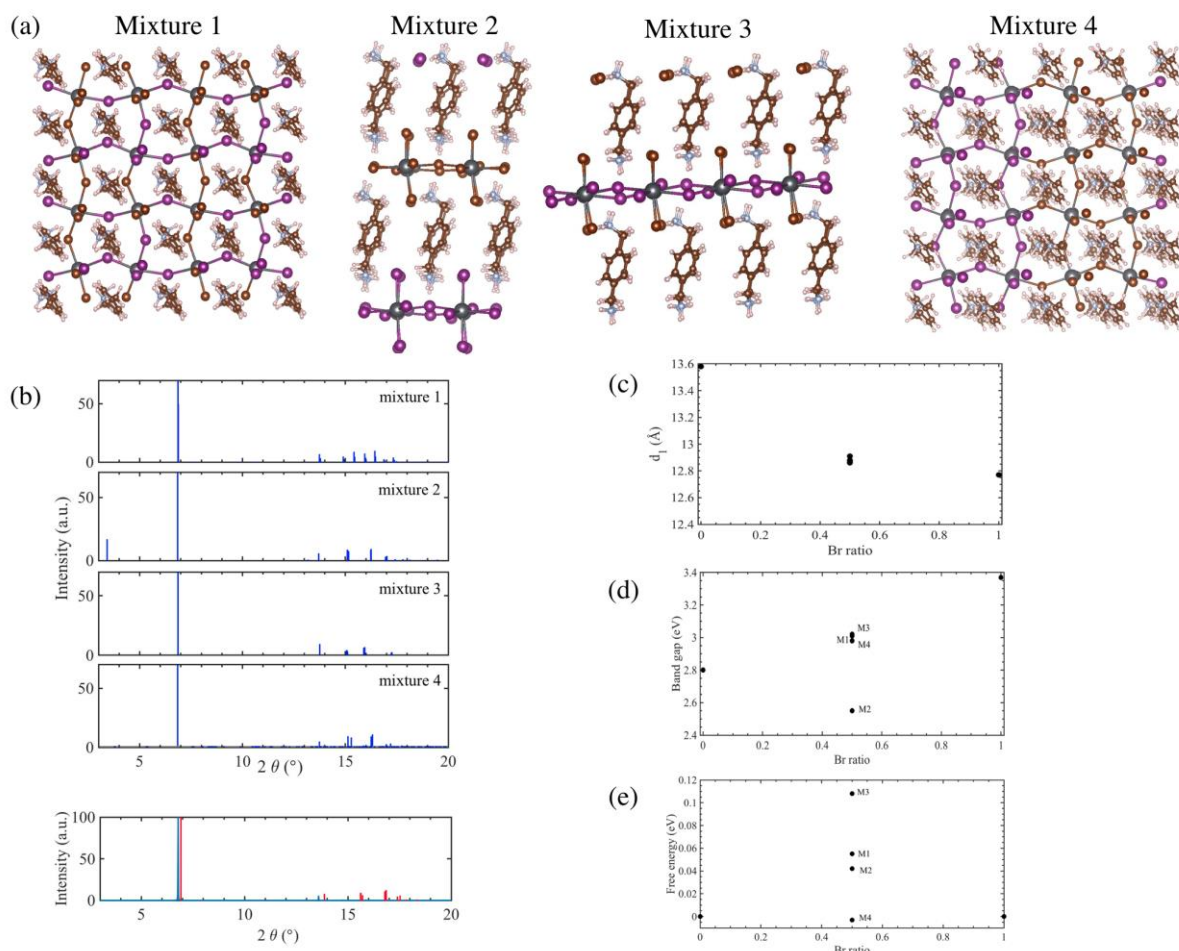 (a) Mixture 1 Mixture 2 Mixture 3 Mixture 4
(b)
50
0
mixture 1
50
0
mixture 2
50
0
mixture 3
50
0
mixture 4
Intensity (a.u.)
5 10 15 20
2 θ (°)
100
50
0
Intensity (a.u.)
5 10 15 20
2 θ (°)
(c)
13.6
13.4
13.2
13
12.8
12.6
12.4
d1 (Å)
0 0.2 0.4 0.6 0.8 1
Br ratio
(d)
3.4
3.2
3
2.8
2.6
2.4
Band gap (eV)
M3
M1
M4
M2
0 0.2 0.4 0.6 0.8 1
Br ratio
(e)
0.12
0.1
0.08
0.06
0.04
0.02
0
Free energy (eV)
M3
M1
M2
M4
0 0.2 0.4 0.6 0.8 1
Br ratio